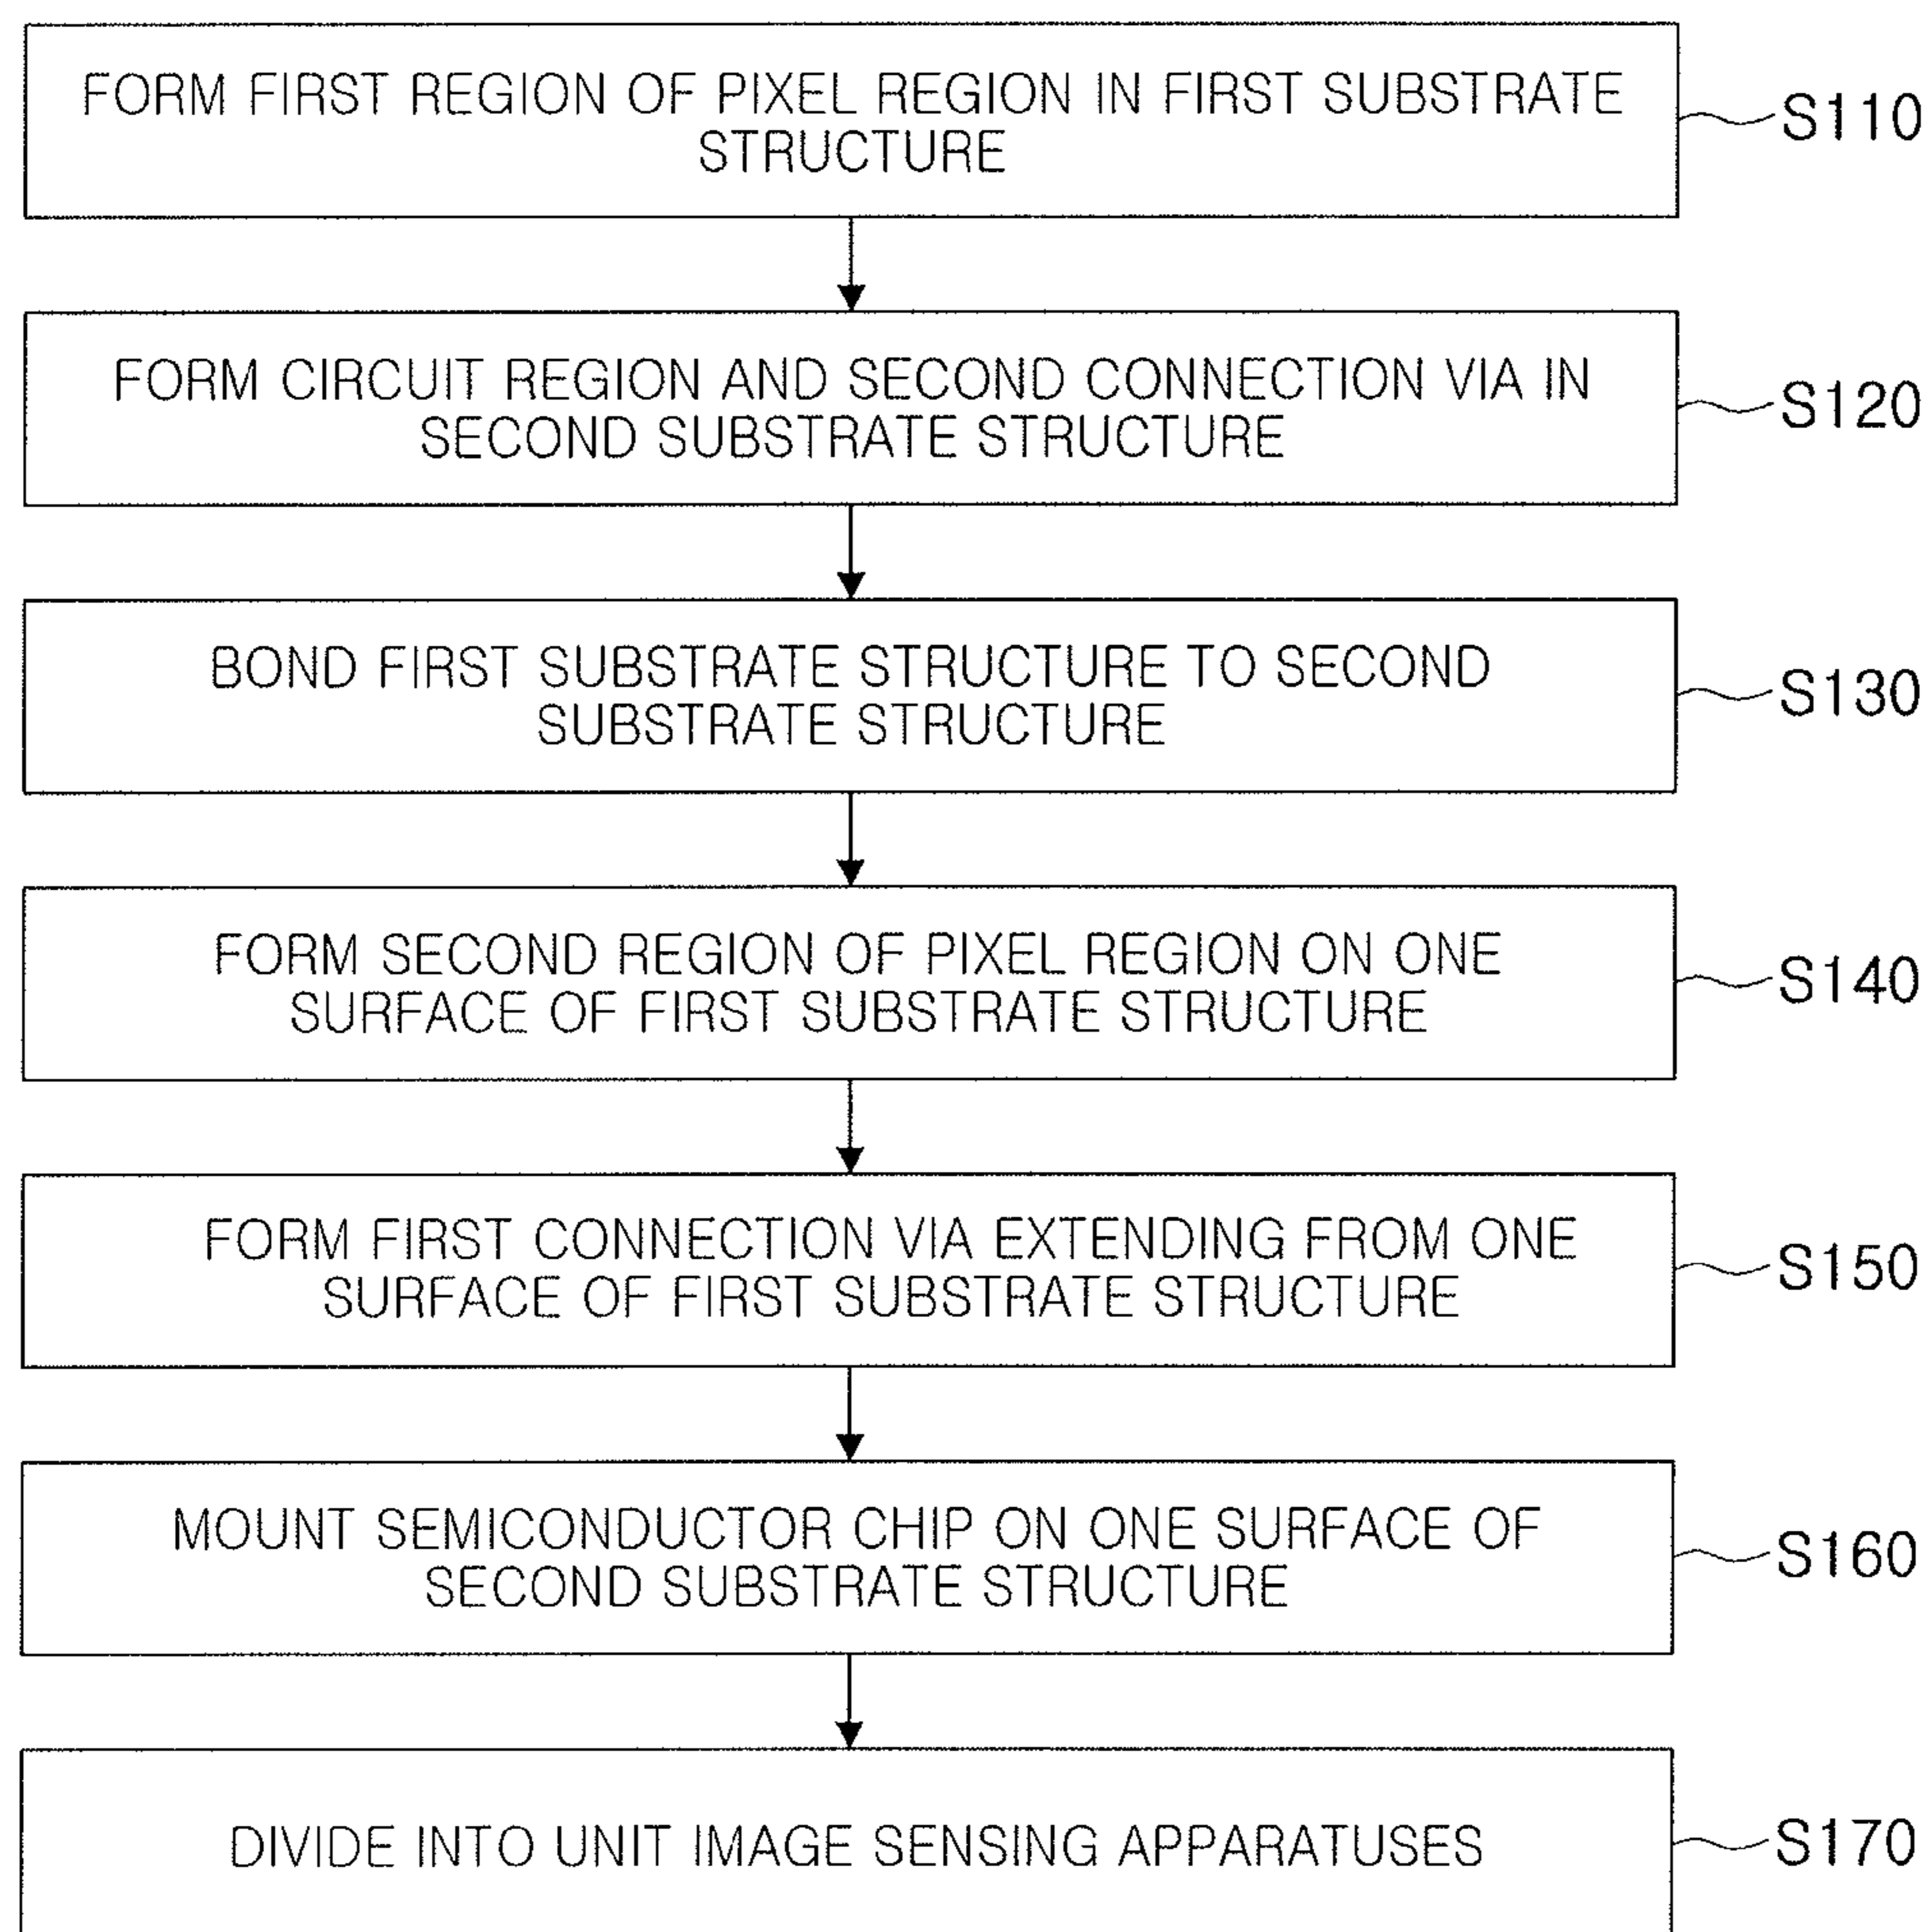 FORM FIRST REGION OF PIXEL REGION IN FIRST SUBSTRATE
STRUCTURE
S110
FORM CIRCUIT REGION AND SECOND CONNECTION VIA IN
SECOND SUBSTRATE STRUCTURE
S120
BOND FIRST SUBSTRATE STRUCTURE TO SECOND
SUBSTRATE STRUCTURE
S130
FORM SECOND REGION OF PIXEL REGION ON ONE
SURFACE OF FIRST SUBSTRATE STRUCTURE
S140
FORM FIRST CONNECTION VIA EXTENDING FROM ONE
SURFACE OF FIRST SUBSTRATE STRUCTURE
S150
MOUNT SEMICONDUCTOR CHIP ON ONE SURFACE OF
SECOND SUBSTRATE STRUCTURE
S160
DIVIDE INTO UNIT IMAGE SENSING APPARATUSES
S170